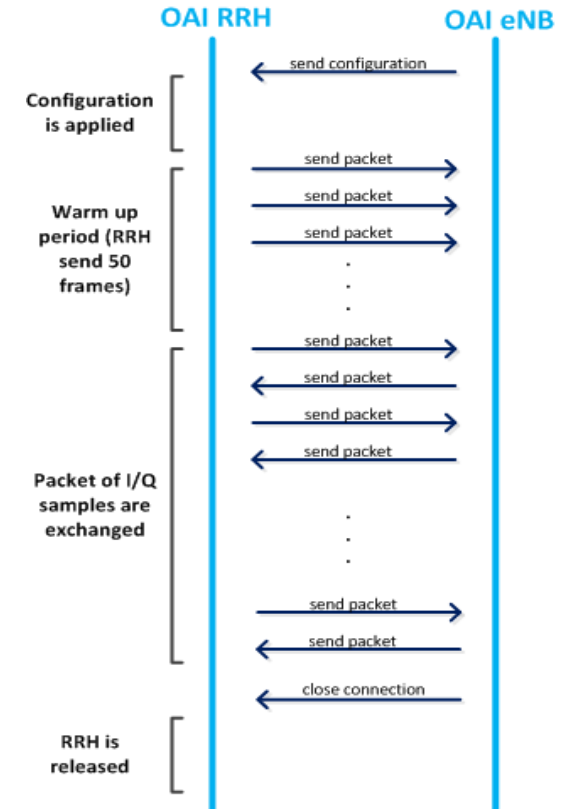 OAI RRH
OAI eNB
send configuration
Configuration
is applied
send packet
send packet
send packet
Warm up
period (RRH
send 50
frames)
.
.
.
send packet
send packet
send packet
send packet
Packet of I/Q
samples are
exchanged
.
.
.
send packet
send packet
close connection
RRH is
released